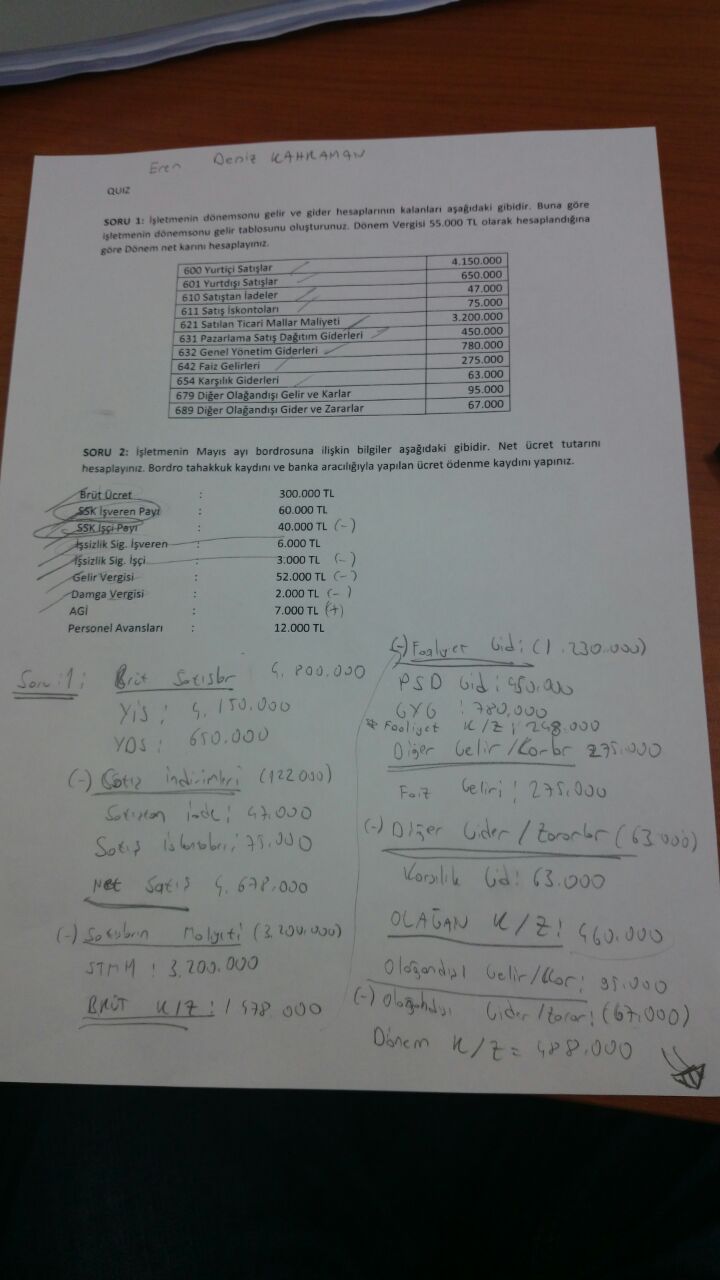 Eren Deniz KAHRAMAN
QUIZ
SORU 1: İşletmenin dönemsonu gelir ve gider hesaplarının kalanları aşağıdaki gibidir. Buna göre
işletmenin dönemsonu gelir tablosunu oluşturunuz. Dönem Vergisi 55.000 TL olarak hesaplandığına
göre Dönem net karını hesaplayınız.
600 Yurtiçi Satışlar 4.150.000
601 Yurtdışı Satışlar 650.000
610 Satıştan İadeler 47.000
611 Satış İskontoları 75.000
621 Satılan Ticari Mallar Maliyeti 3.200.000
631 Pazarlama Satış Dağıtım Giderleri 450.000
632 Genel Yönetim Giderleri 780.000
642 Faiz Gelirleri 275.000
654 Karşılık Giderleri 63.000
679 Diğer Olağandışı Gelir ve Karlar 95.000
689 Diğer Olağandışı Gider ve Zararlar 67.000
SORU 2: İşletmenin Mayıs ayı bordrosuna ilişkin bilgiler aşağıdaki gibidir. Net ücret tutarını
hesaplayınız. Bordro tahakkuk kaydını ve banka aracılığıyla yapılan ücret ödenme kaydını yapınız.
Brüt Ücret : 300.000 TL
SSK İşveren Payı : 60.000 TL
SSK İşçi Payı : 40.000 TL (-)
İşsizlik Sig. İşveren : 6.000 TL
İşsizlik Sig. İşçi : 3.000 TL (-)
Gelir Vergisi : 52.000 TL (-)
Damga Vergisi : 2.000 TL (-)
AGİ : 7.000 TL (+)
Personel Avansları : 12.000 TL
Soru:1; Brüt Satışlar 4.800.000
YİS : 4.150.000
YDS : 650.000
(-) Satış indirimleri (122000)
Satıştan iade: 47.000
Satış iskontoları: 75.000
Net Satış 4.678.000
(-) Satışların Maliyeti (3.200.000)
STMM : 3.200.000
BRÜT K/Z : 1478.000
(-) Faaliyet Gid: (1.230.000)
PSD Gid: 450.000
GYG : 780.000
* Faaliyet K/Z: 248.000
Diğer Gelir/Karlar 275.000
Faiz Geliri: 275.000
(-) Diğer Gider/Zararlar (63.000)
Karşılık Gid: 63.000
OLAĞAN K/Z: 460.000
Olağandışı Gelir/Kar: 95.000
(-) Olağandışı Gider/Zarar: (67.000)
Dönem K/Z = 488.000